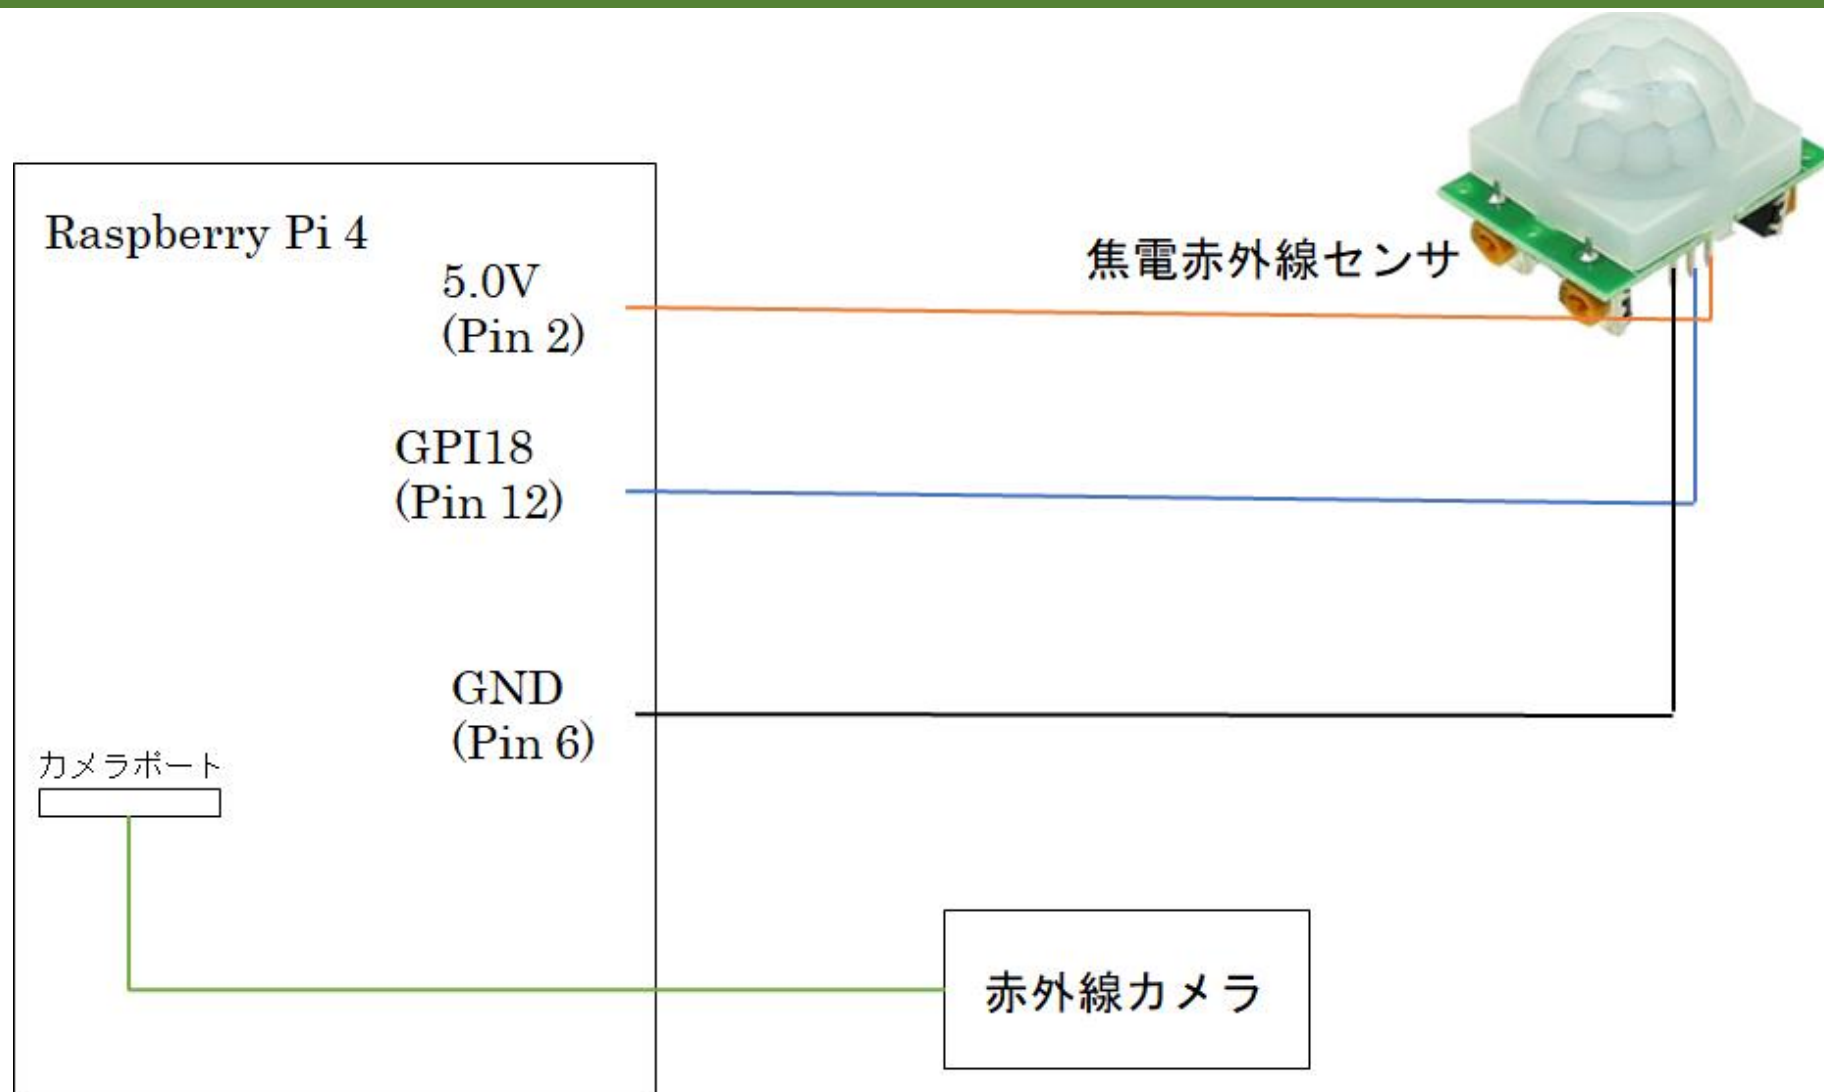 Raspberry Pi 4
5.0V
(Pin 2)
焦電赤外線センサ
GPI18
(Pin 12)
GND
(Pin 6)
カメラポート
赤外線カメラ